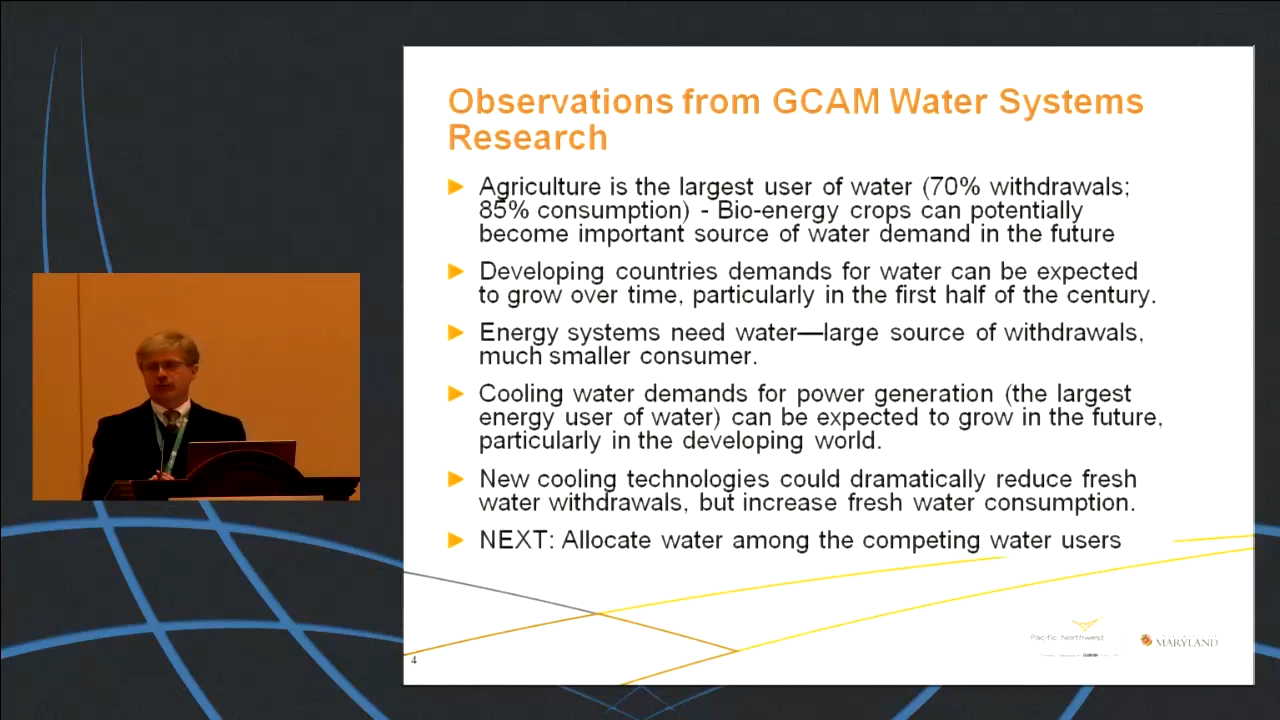 Observations from GCAM Water Systems
Research
Agriculture is the largest user of water (70% withdrawals;
85% consumption) - Bio-energy crops can potentially
become important source of water demand in the future
Developing countries demands for water can be expected
to grow over time, particularly in the first half of the century.
Energy systems need water—large source of withdrawals,
much smaller consumer.
Cooling water demands for power generation (the largest
energy user of water) can be expected to grow in the future,
particularly in the developing world.
New cooling technologies could dramatically reduce fresh
water withdrawals, but increase fresh water consumption.
NEXT: Allocate water among the competing water users
Pacific Northwest
MARYLAND
4